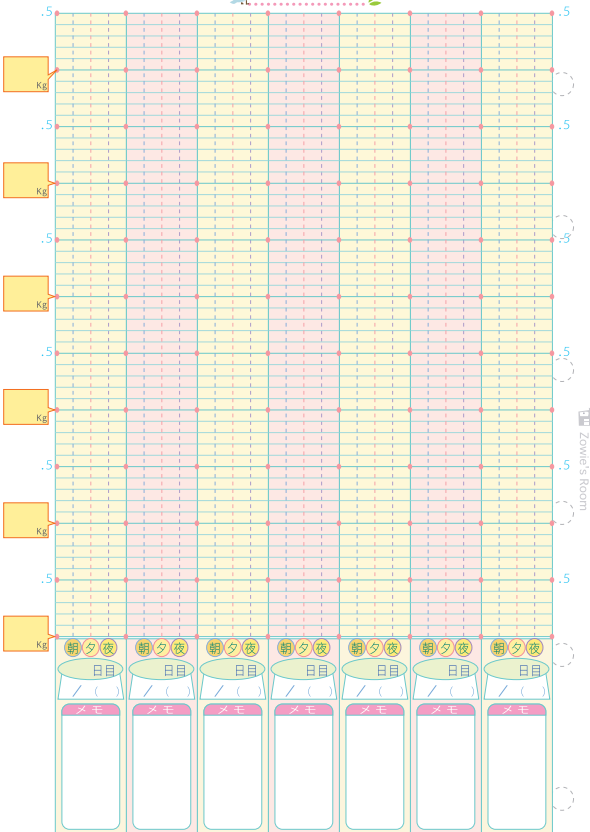 .5 .5
Kg
.5 .5
Kg
.5 .5
Kg
.5 .5
Kg
.5 .5
Kg
.5 .5
Kg
朝 夕 夜 朝 夕 夜 朝 夕 夜 朝 夕 夜 朝 夕 夜 朝 夕 夜 朝 夕 夜
日目 日目 日目 日目 日目 日目 日目
/ ( ) / ( ) / ( ) / ( ) / ( ) / ( ) / ( )
メモ メモ メモ メモ メモ メモ メモ
Zowie's Room